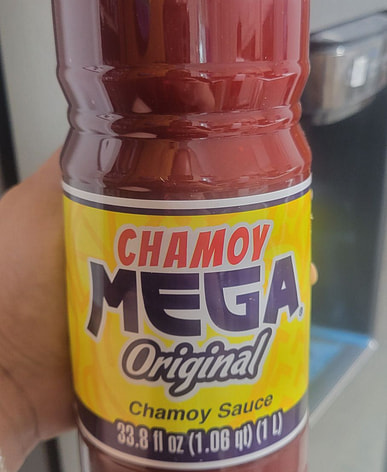 CHAMOY
MEGA®
Original
Chamoy Sauce
33.8 fl oz (1.06 qt) (1 L)